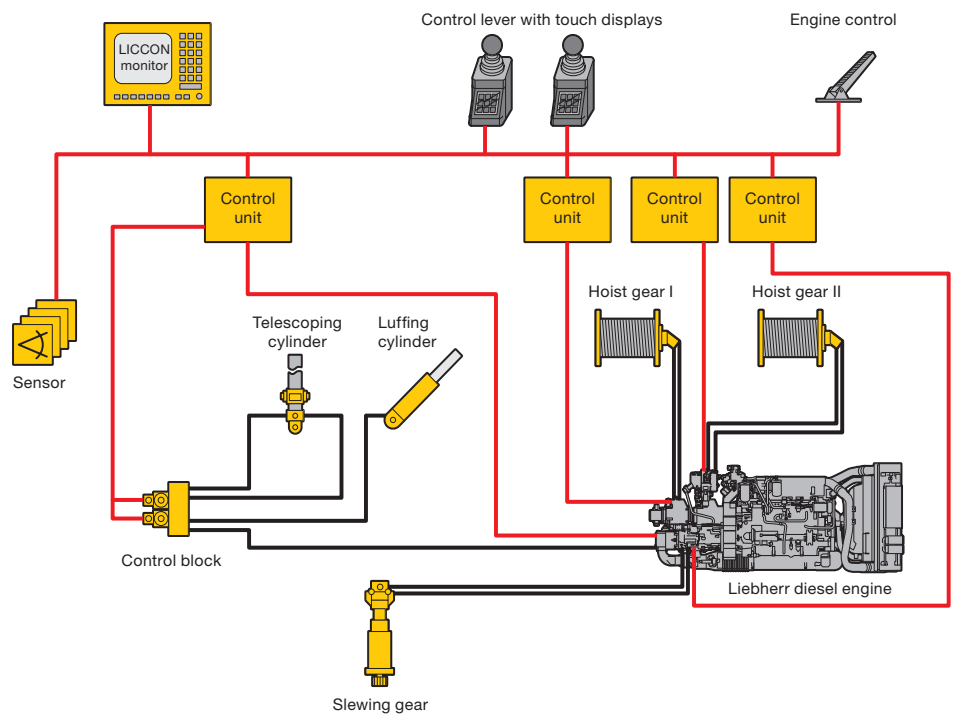 Control lever with touch displays
Engine control
LICCON
monitor
Control
unit
Control
unit
Control
unit
Control
unit
Hoist gear I
Hoist gear II
Telescoping
cylinder
Luffing
cylinder
Sensor
Control block
Liebherr diesel engine
Slewing gear